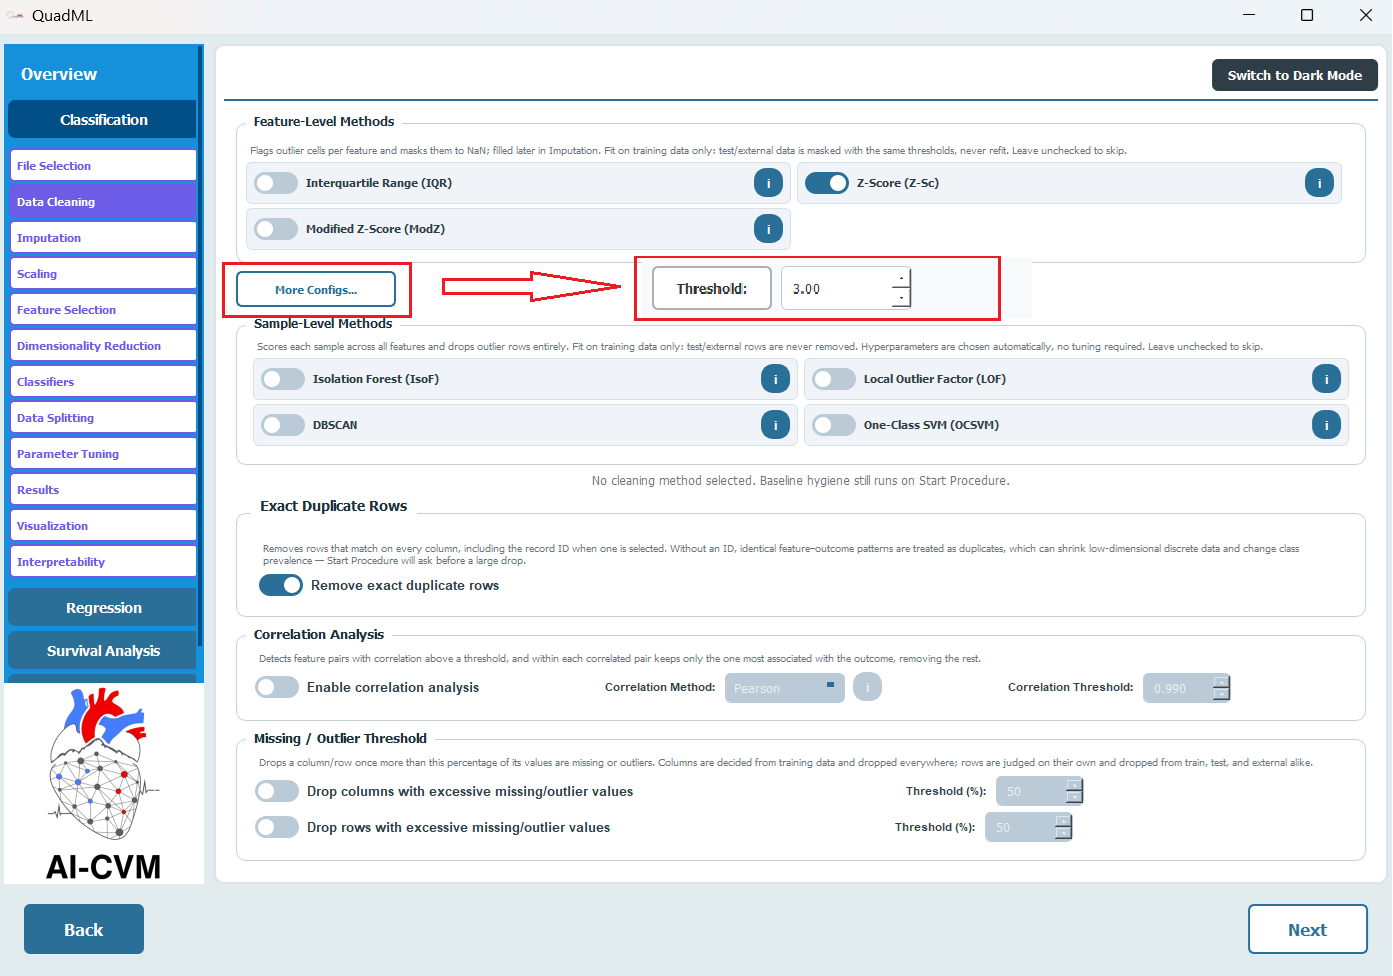 QuadML
Overview
Classification
File Selection
Data Cleaning
Imputation
Scaling
Feature Selection
Dimensionality Reduction
Classifiers
Data Splitting
Parameter Tuning
Results
Visualization
Interpretability
Regression
Survival Analysis
AI-CVM
Switch to Dark Mode
Feature-Level Methods
Flags outlier cells per feature and masks them to NaN; filled later in Imputation. Fit on training data only: test/external data is masked with the same thresholds, never refit. Leave unchecked to skip.
Interquartile Range (IQR) i
Z-Score (Z-Sc) i
Modified Z-Score (ModZ) i
More Configs...
Threshold: 3.00
Sample-Level Methods
Scores each sample across all features and drops outlier rows entirely. Fit on training data only: test/external rows are never removed. Hyperparameters are chosen automatically, no tuning required. Leave unchecked to skip.
Isolation Forest (IsoF) i
Local Outlier Factor (LOF) i
DBSCAN i
One-Class SVM (OCSVM) i
No cleaning method selected. Baseline hygiene still runs on Start Procedure.
Exact Duplicate Rows
Removes rows that match on every column, including the record ID when one is selected. Without an ID, identical feature–outcome patterns are treated as duplicates, which can shrink low-dimensional discrete data and change class
prevalence — Start Procedure will ask before a large drop.
Remove exact duplicate rows
Correlation Analysis
Detects feature pairs with correlation above a threshold, and within each correlated pair keeps only the one most associated with the outcome, removing the rest.
Enable correlation analysis
Correlation Method: Pearson i
Correlation Threshold: 0.990
Missing / Outlier Threshold
Drops a column/row once more than this percentage of its values are missing or outliers. Columns are decided from training data and dropped everywhere; rows are judged on their own and dropped from train, test, and external alike.
Drop columns with excessive missing/outlier values
Threshold (%): 50
Drop rows with excessive missing/outlier values
Threshold (%): 50
Back
Next